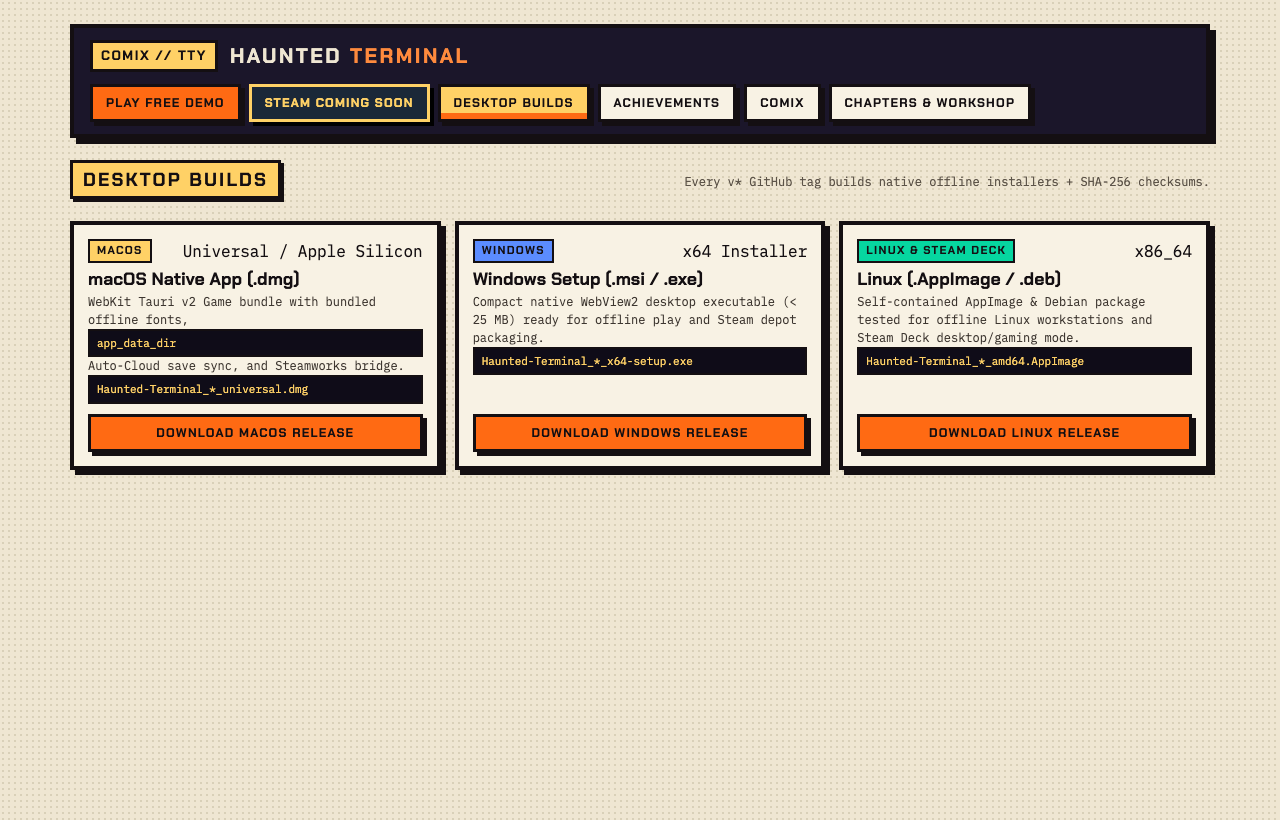 COMIX // TTY HAUNTED TERMINAL
PLAY FREE DEMO STEAM COMING SOON DESKTOP BUILDS ACHIEVEMENTS COMIX CHAPTERS & WORKSHOP
DESKTOP BUILDS
Every v* GitHub tag builds native offline installers + SHA-256 checksums.
MACOS Universal / Apple Silicon
macOS Native App (.dmg)
WebKit Tauri v2 Game bundle with bundled
offline fonts,
app_data_dir
Auto-Cloud save sync, and Steamworks bridge.
Haunted-Terminal_*_universal.dmg
DOWNLOAD MACOS RELEASE
WINDOWS x64 Installer
Windows Setup (.msi / .exe)
Compact native WebView2 desktop executable (<
25 MB) ready for offline play and Steam depot
packaging.
Haunted-Terminal_*_x64-setup.exe
DOWNLOAD WINDOWS RELEASE
LINUX & STEAM DECK x86_64
Linux (.AppImage / .deb)
Self-contained AppImage & Debian package
tested for offline Linux workstations and
Steam Deck desktop/gaming mode.
Haunted-Terminal_*_amd64.AppImage
DOWNLOAD LINUX RELEASE